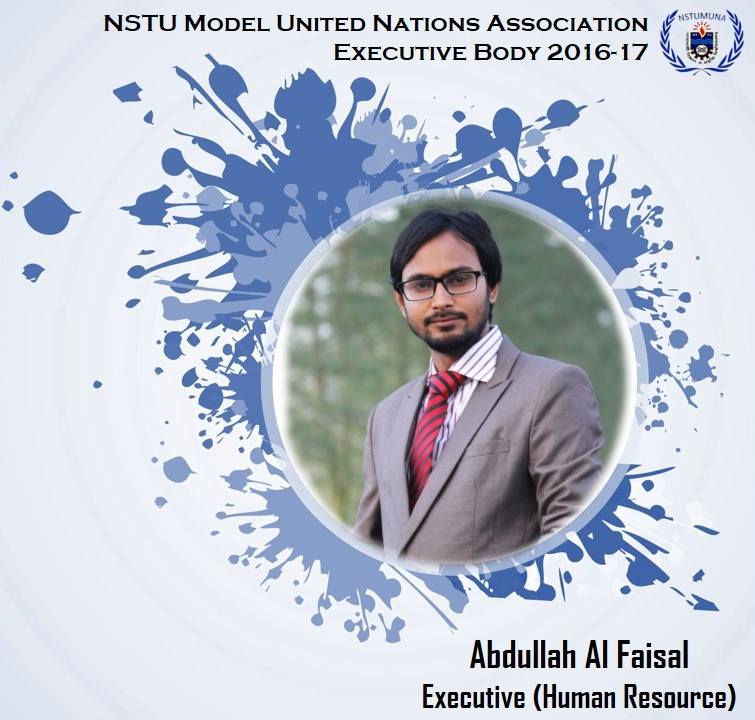 NSTU Model United Nations Association
Executive Body 2016-17
NSTUMUNA
Abdullah Al Faisal
Executive (Human Resource)